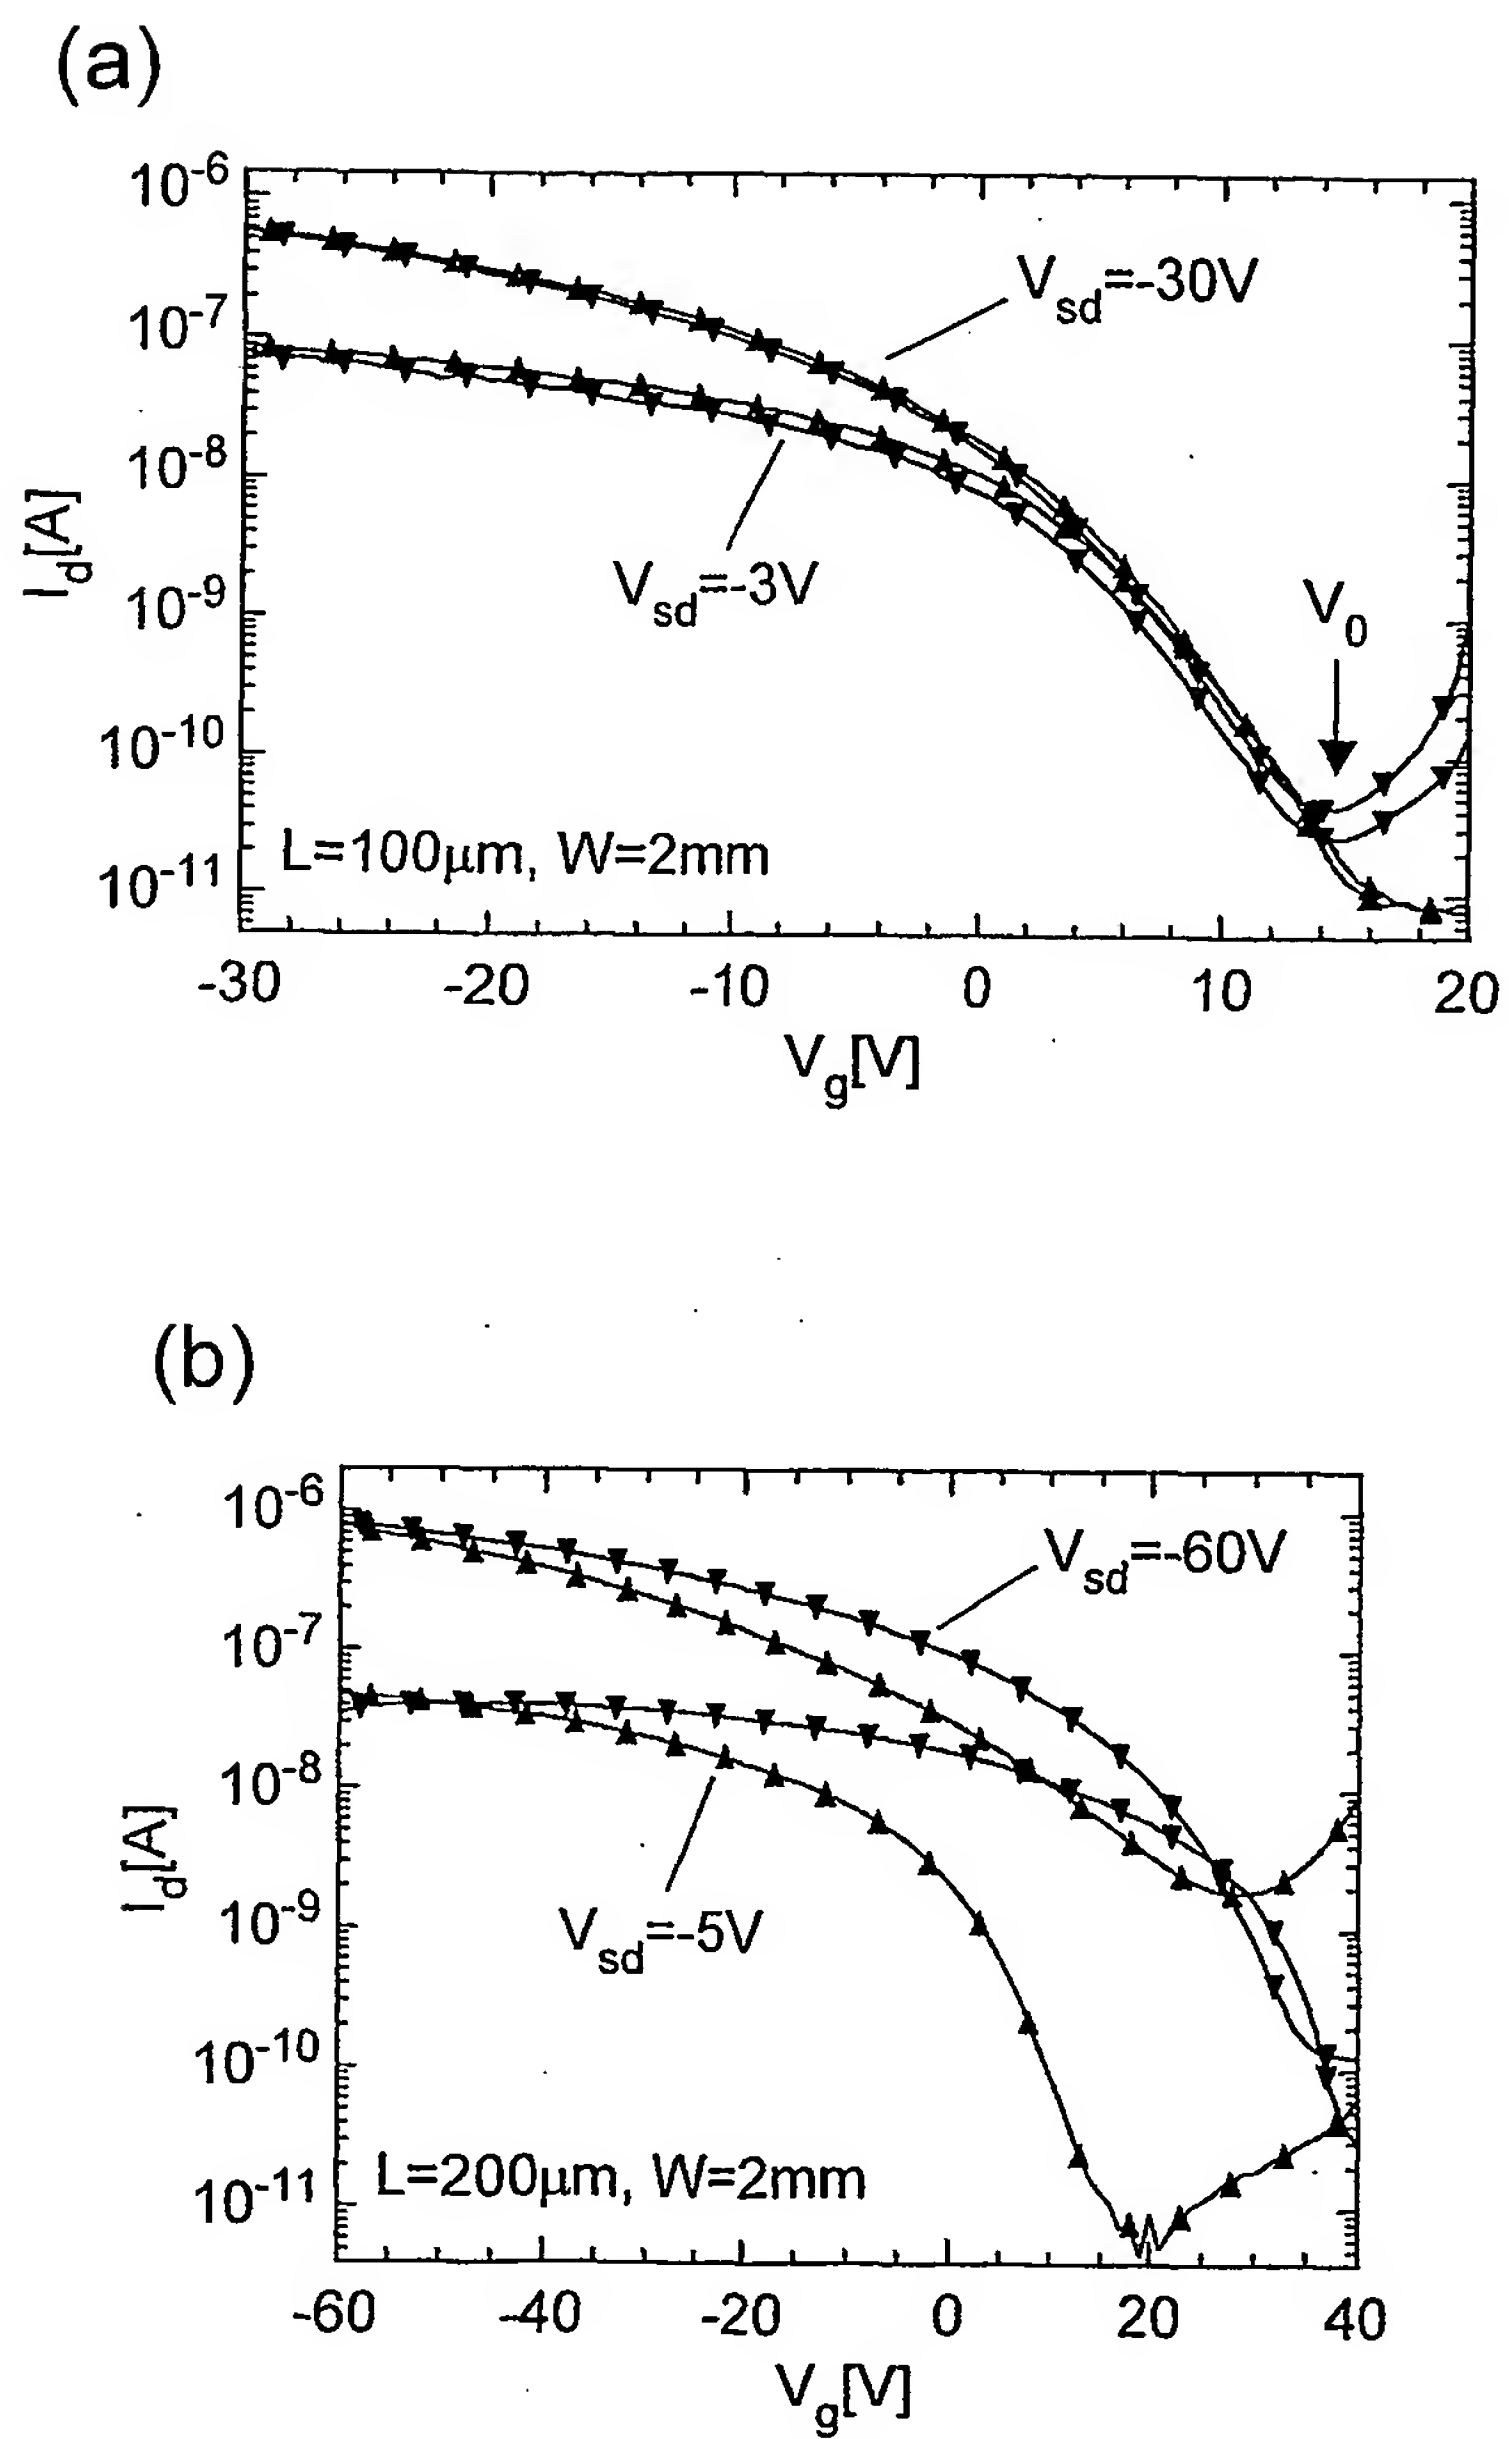 (a)
10-6
10-7
10-8
10-9
10-10
10-11
Id[A]
Vsd=-30V
Vsd=-3V
V0
L=100μm, W=2mm
-30 -20 -10 0 10 20
Vg[V]
(b)
10-6
10-7
10-8
10-9
10-10
10-11
Id[A]
Vsd=-60V
Vsd=-5V
L=200μm, W=2mm
-60 -40 -20 0 20 40
Vg[V]